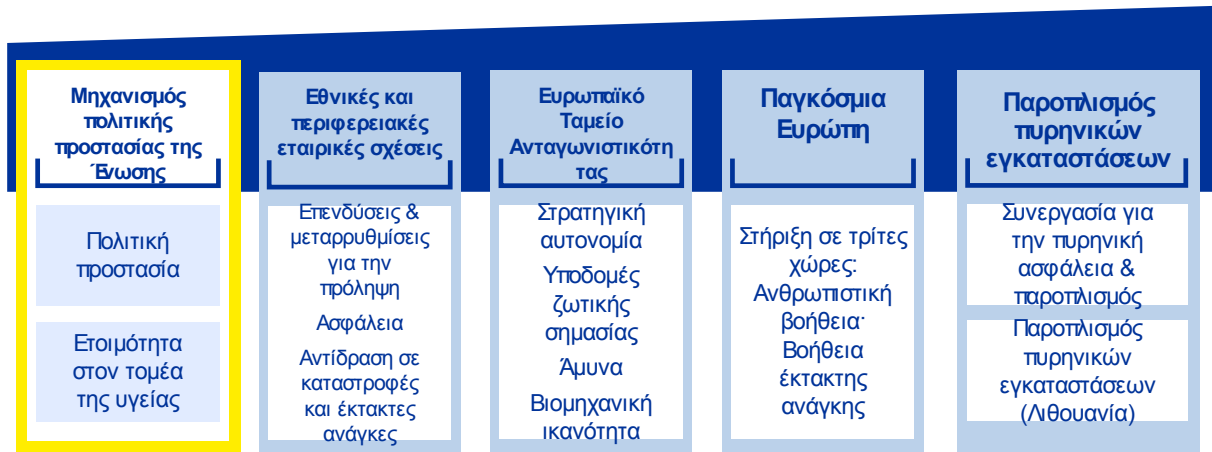 Μηχανισμός
πολιτικής
προστασίας της
Ένωσης
Πολιτική
προστασία
Ετοιμότητα
στον τομέα
της υγείας
Εθνικές και
περιφερειακές
εταιρικές σχέσεις
Επενδύσεις &
μεταρρυθμίσεις
για την
πρόληψη
Ασφάλεια
Αντίδραση σε
καταστροφές
και έκτακτες
ανάγκες
Ευρωπαϊκό
Ταμείο
Ανταγωνιστικότη
τας
Στρατηγική
αυτονομία
Υποδομές
ζωτικής
σημασίας
Άμυνα
Βιομηχανική
ικανότητα
Παγκόσμια
Ευρώπη
Στήριξη σε τρίτες
χώρες:
Ανθρωπιστική
βοήθεια·
Βοήθεια
έκτακτης
ανάγκης
Παροπλισμός
πυρηνικών
εγκαταστάσεων
Συνεργασία για
την πυρηνική
ασφάλεια &
παροπλισμός
Παροπλισμός
πυρηνικών
εγκαταστάσεων
(Λιθουανία)